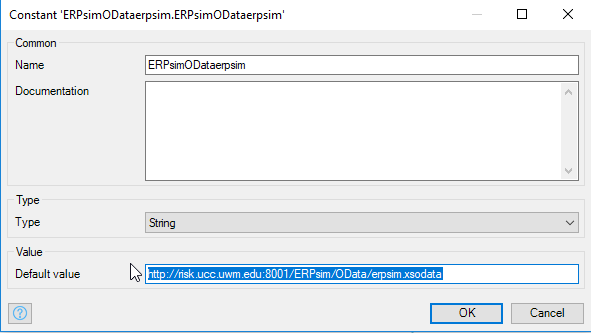 Constant 'ERPsimODataerpsim.ERPsimODataerpsim'
Common
Name ERPsimODataerpsim
Documentation
Type
Type String
Value
Default value http://risk.ucc.uwm.edu:8001/ERPsim/OData/erpsim.xsodata
OK Cancel